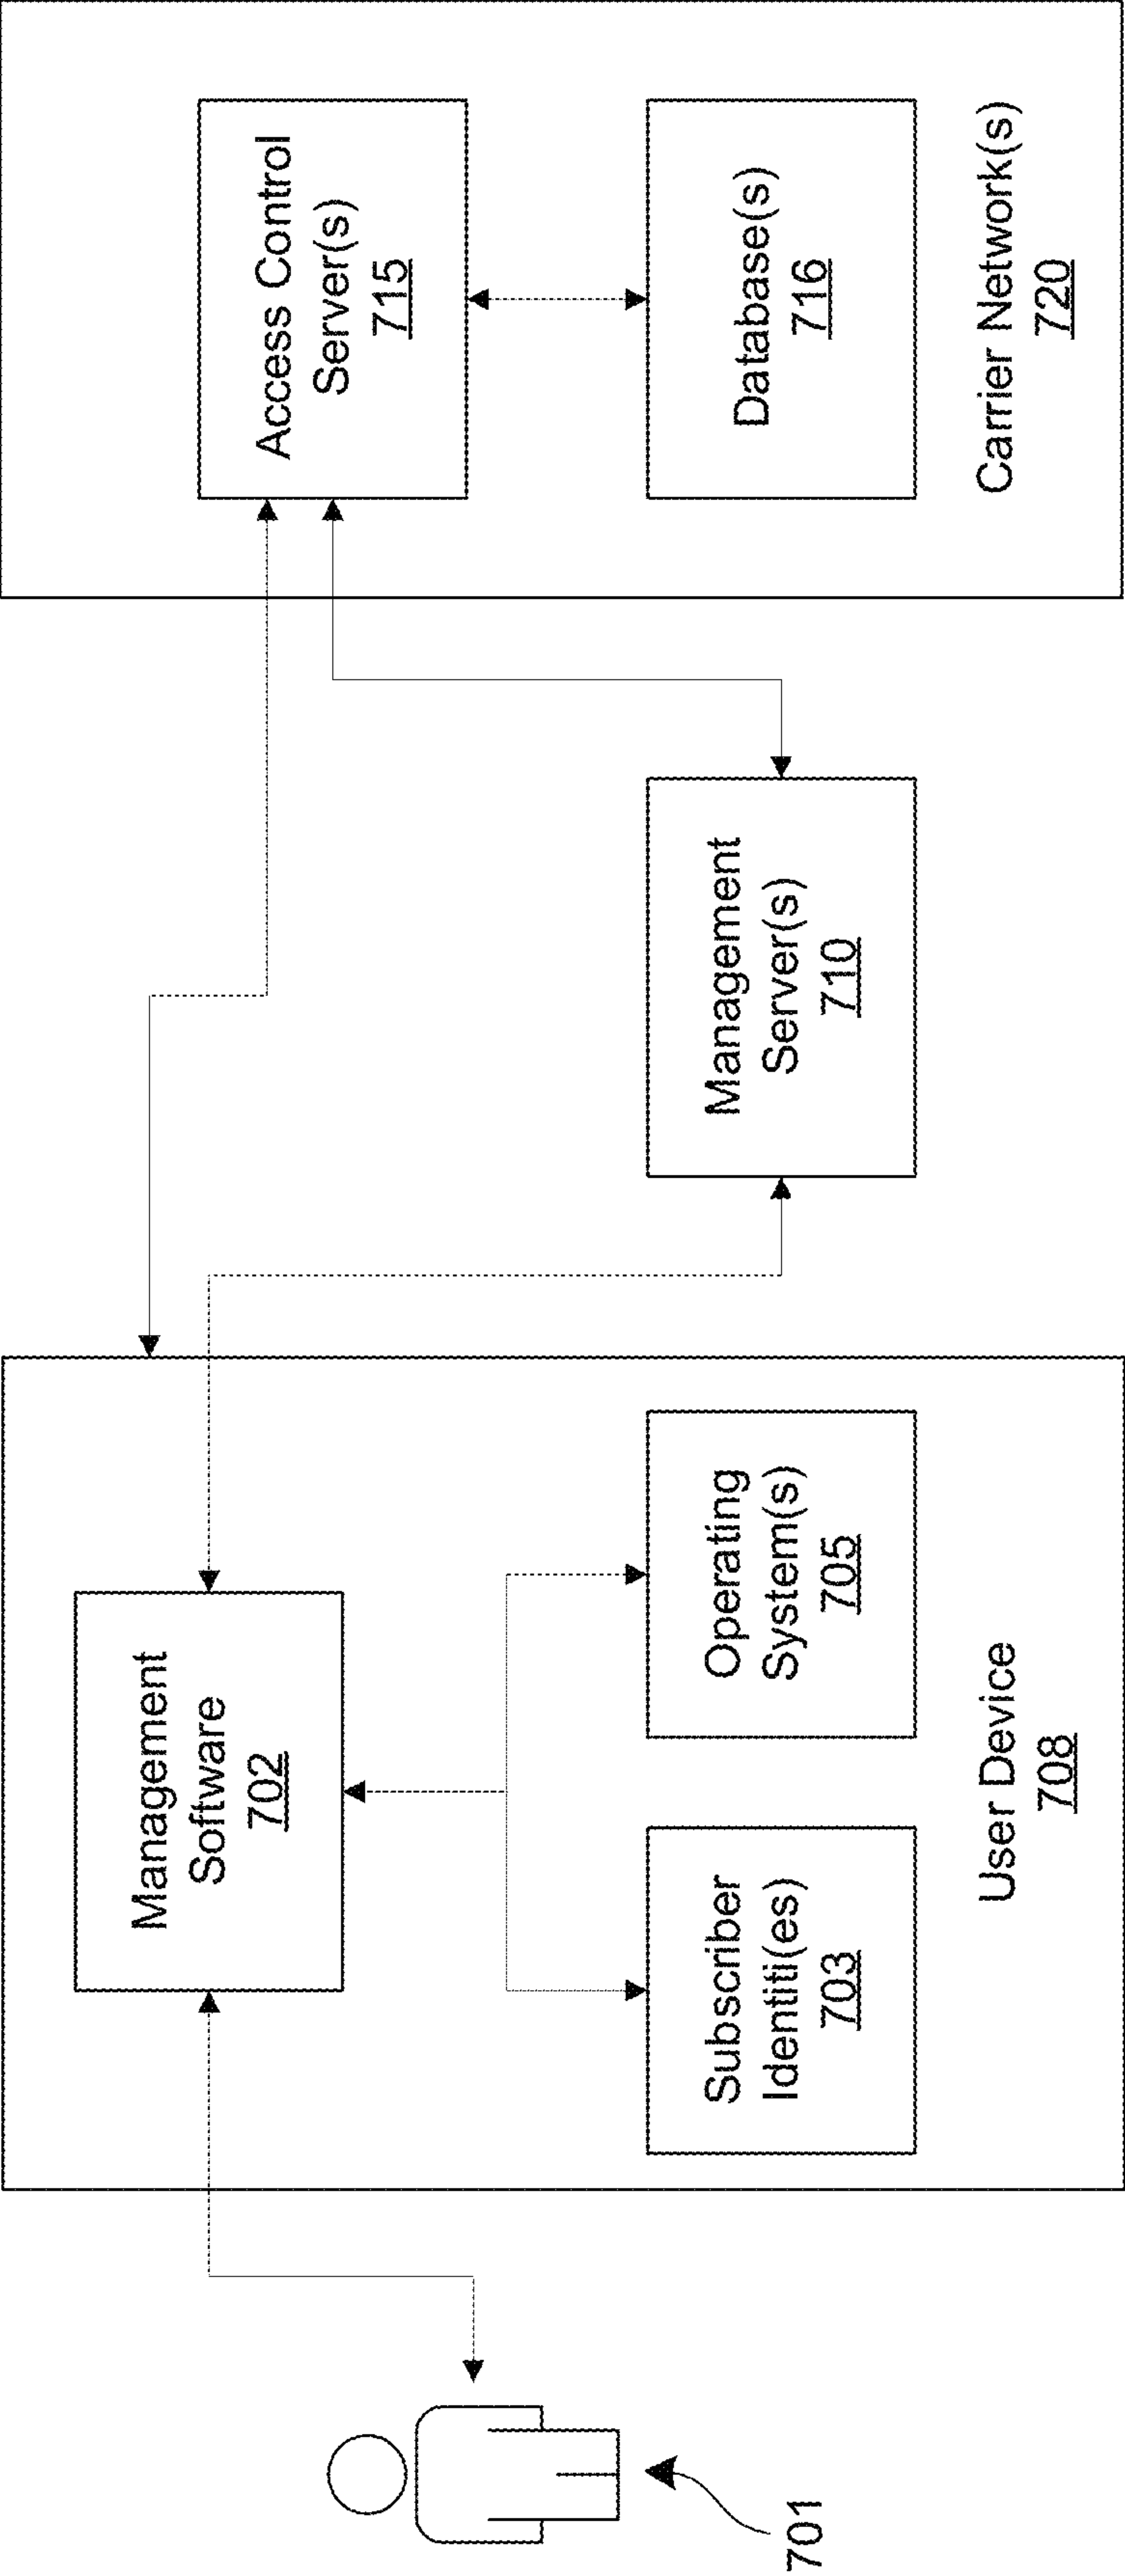 701
Management
Software
702
Subscriber
Identiti(es)
703
Operating
System(s)
705
User Device
708
Management
Server(s)
710
Access Control
Server(s)
715
Database(s)
716
Carrier Network(s)
720